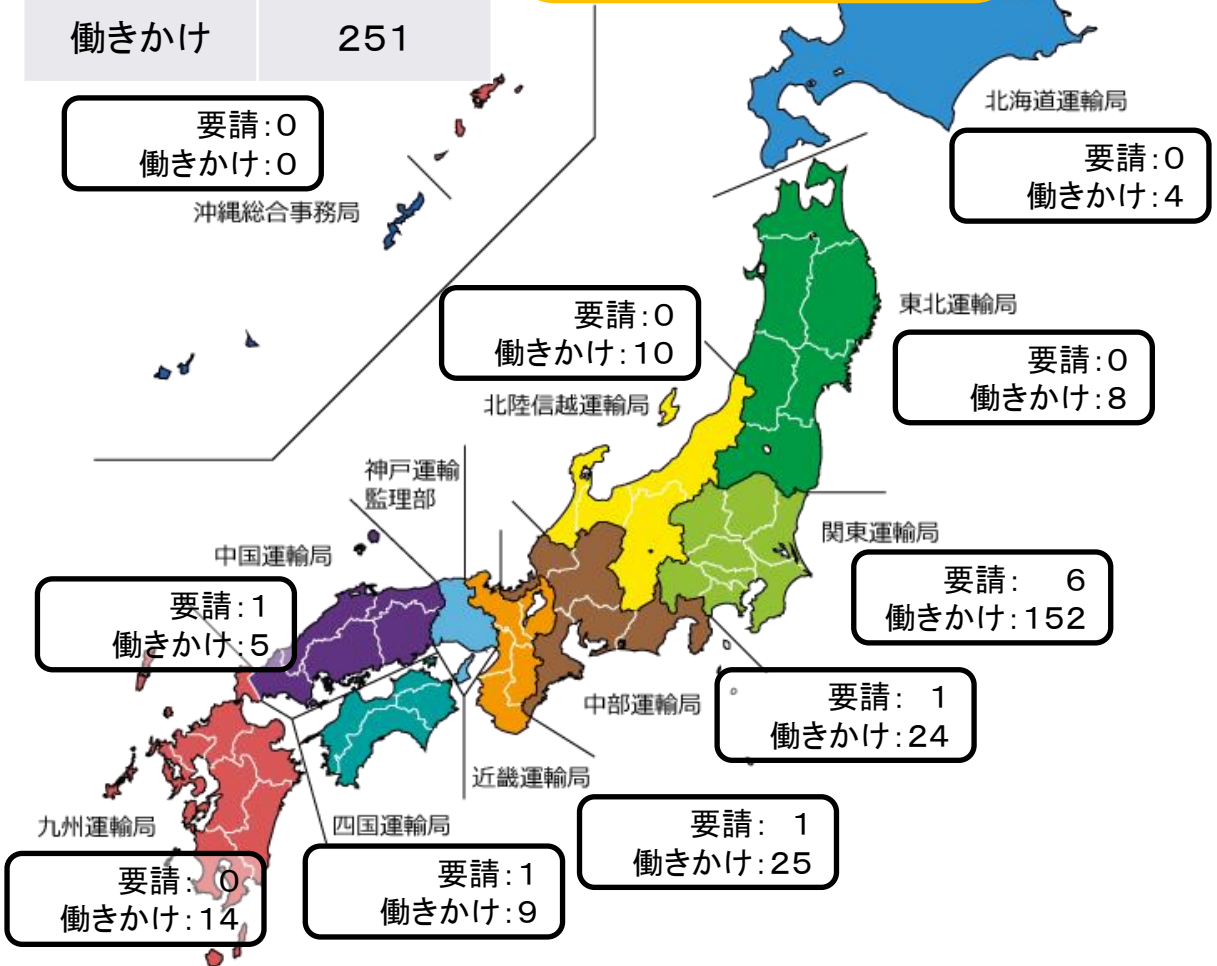 働きかけ 251
要請:0
働きかけ:0
沖縄総合事務局
北海道運輸局
要請:0
働きかけ:4
東北運輸局
要請:0
働きかけ:8
要請:0
働きかけ:10
北陸信越運輸局
関東運輸局
要請: 6
働きかけ:152
神戸運輸
監理部
中国運輸局
要請:1
働きかけ:5
中部運輸局
要請: 1
働きかけ:24
近畿運輸局
要請: 1
働きかけ:25
四国運輸局
要請:1
働きかけ:9
九州運輸局
要請: 0
働きかけ:14